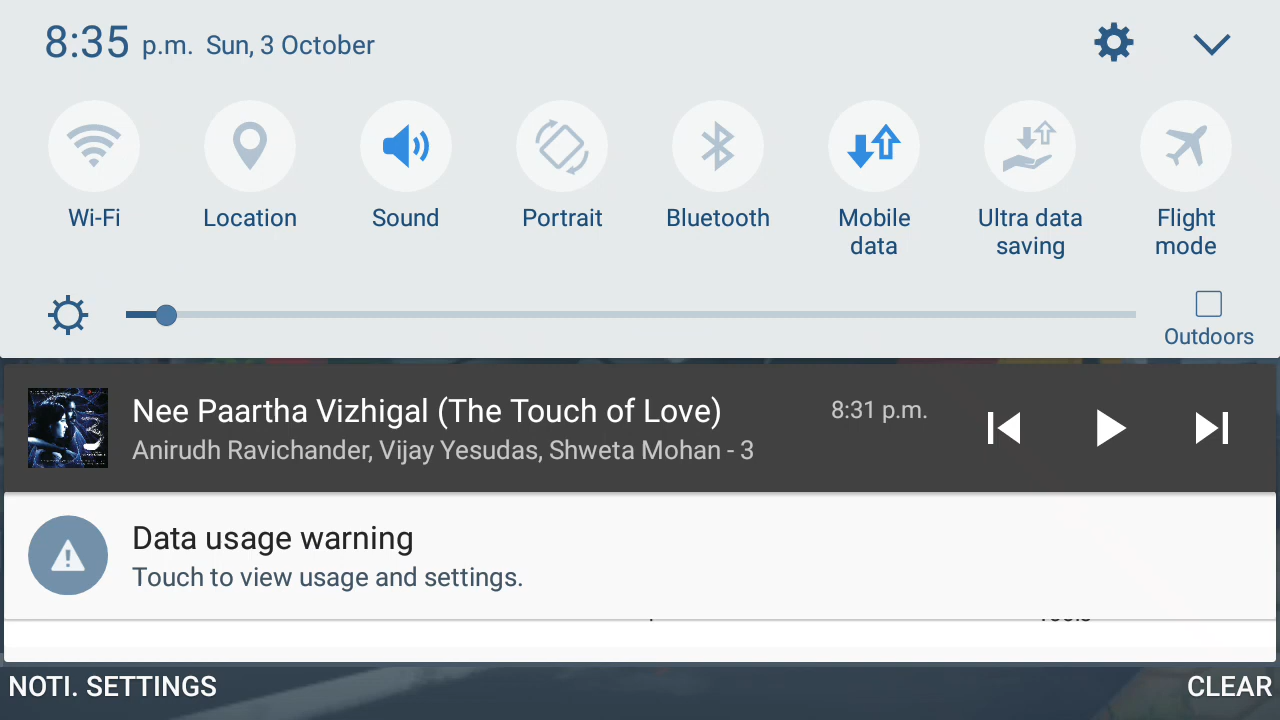 8:35 p.m. Sun, 3 October
Wi-Fi
Location
Sound
Portrait
Bluetooth
Mobile
data
Ultra data
saving
Flight
mode
Outdoors
Nee Paartha Vizhigal (The Touch of Love)
8:31 p.m.
Anirudh Ravichander, Vijay Yesudas, Shweta Mohan - 3
Data usage warning
Touch to view usage and settings.
NOTI. SETTINGS
CLEAR